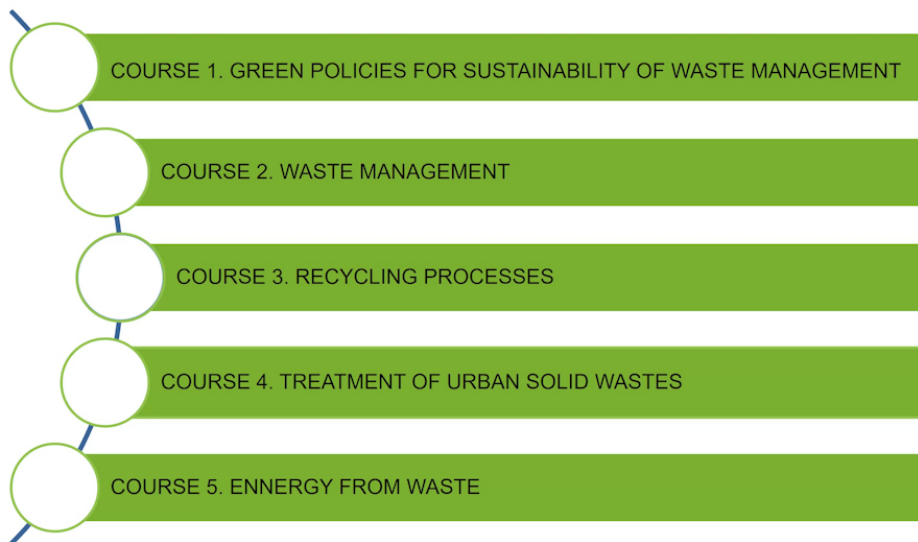 COURSE 1. GREEN POLICIES FOR SUSTAINABILITY OF WASTE MANAGEMENT
COURSE 2. WASTE MANAGEMENT
COURSE 3. RECYCLING PROCESSES
COURSE 4. TREATMENT OF URBAN SOLID WASTES
COURSE 5. ENNERGY FROM WASTE